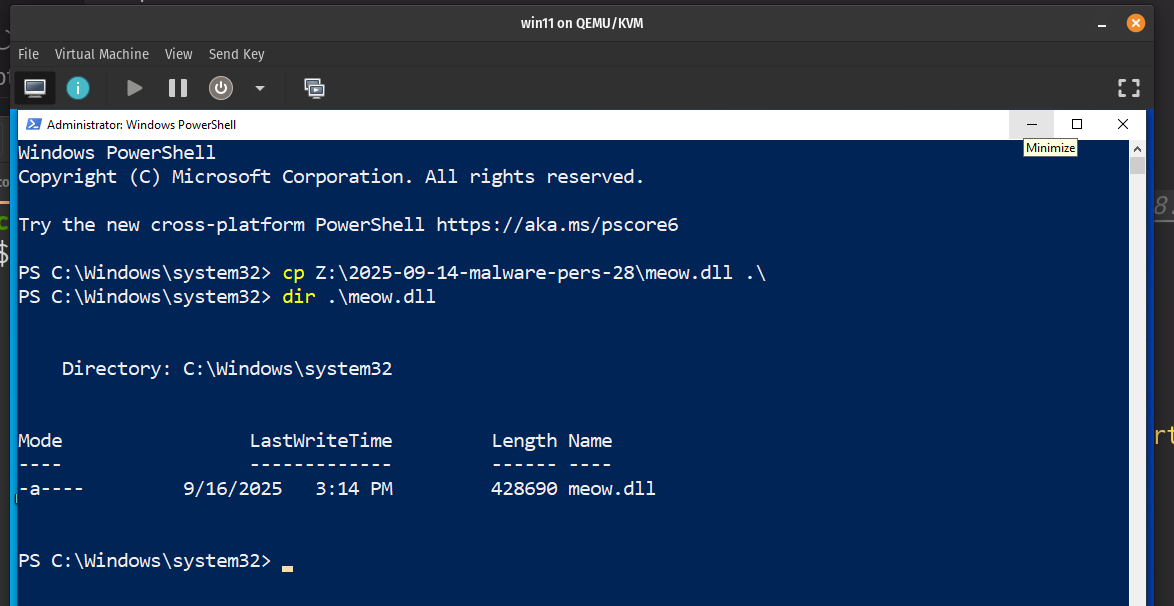 win11 on QEMU/KVM
File Virtual Machine View Send Key
Administrator: Windows PowerShell
Minimize
Windows PowerShell
Copyright (C) Microsoft Corporation. All rights reserved.
Try the new cross-platform PowerShell https://aka.ms/pscore6
PS C:\Windows\system32> cp Z:\2025-09-14-malware-pers-28\meow.dll .\
PS C:\Windows\system32> dir .\meow.dll
Directory: C:\Windows\system32
Mode LastWriteTime Length Name
---- ------------- ------ ----
-a---- 9/16/2025 3:14 PM 428690 meow.dll
PS C:\Windows\system32>